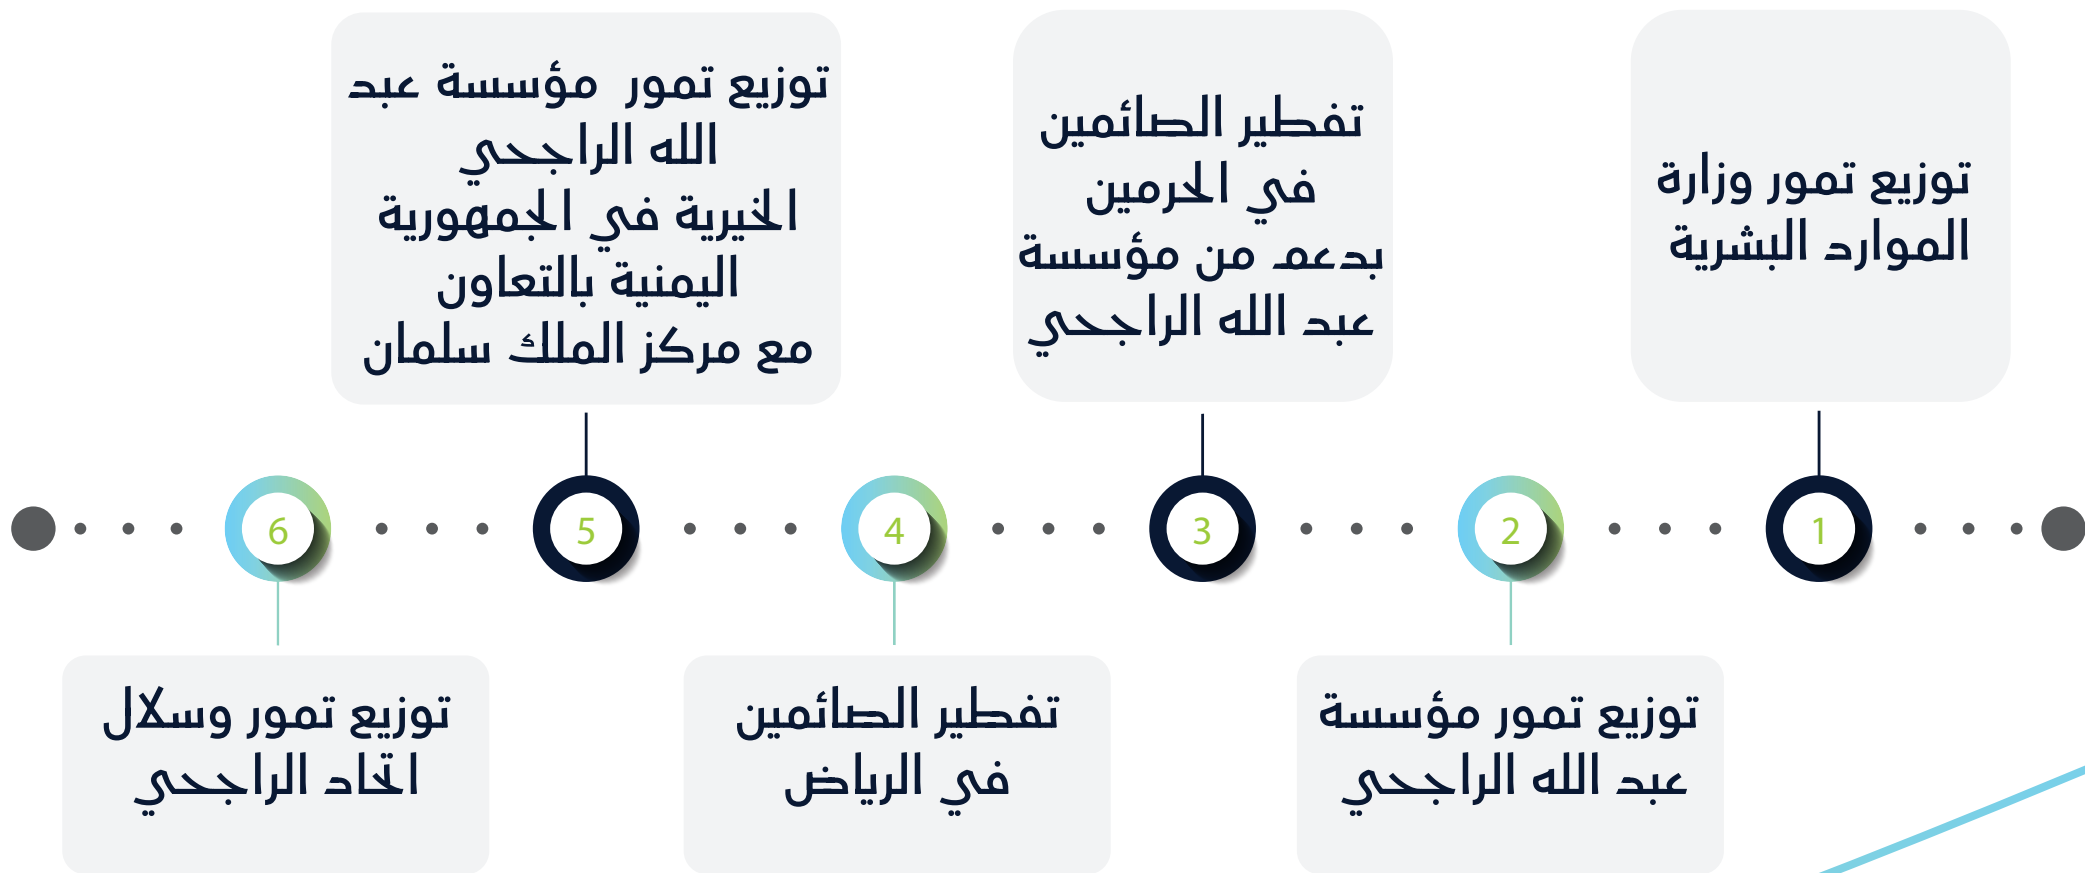 توزيع تمور وزارة
الموارد البشرية
1
توزيع تمور مؤسسة
عبد الله الراجحي
2
تفطير الصائمين
في الحرمين
بدعم من مؤسسة
عبد الله الراجحي
3
تفطير الصائمين
في الرياض
4
توزيع تمور مؤسسة عبد
الله الراجحي
الخيرية في الجمهورية
اليمنية بالتعاون
مع مركز الملك سلمان
5
توزيع تمور وسلال
اتحاد الراجحي
6